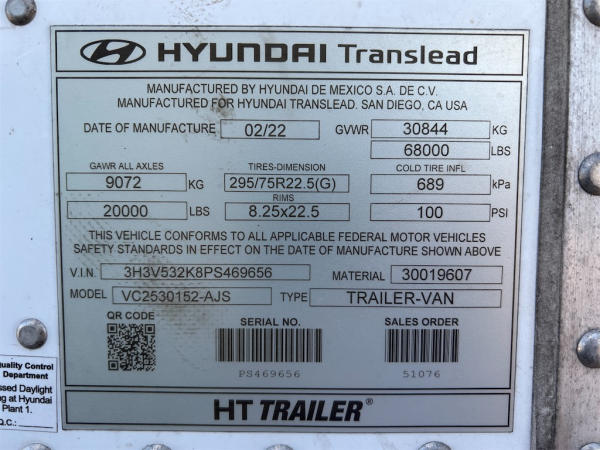 HYUNDAI Translead
MANUFACTURED BY HYUNDAI DE MEXICO S.A. DE C.V.
MANUFACTURED FOR HYUNDAI TRANSLEAD. SAN DIEGO, CA USA
DATE OF MANUFACTURE 02/22 GVWR 30844 KG
68000 LBS
GAWR ALL AXLES TIRES-DIMENSION COLD TIRE INFL
9072 KG 295/75R22.5(G) 689 kPa
RIMS
20000 LBS 8.25x22.5 100 PSI
THIS VEHICLE CONFORMS TO ALL APPLICABLE FEDERAL MOTOR VEHICLES
SAFETY STANDARDS IN EFFECT ON THE DATE OF MANUFACTURE SHOWN ABOVE
V.I.N. 3H3V532K8PS469656 MATERIAL 30019607
MODEL VC2530152-AJS TYPE TRAILER-VAN
QR CODE SERIAL NO. SALES ORDER
PS469656 51076
HT TRAILER®
Quality Control
Department
ssed Daylight
ng at Hyundai
Plant 1.
Q.C.: